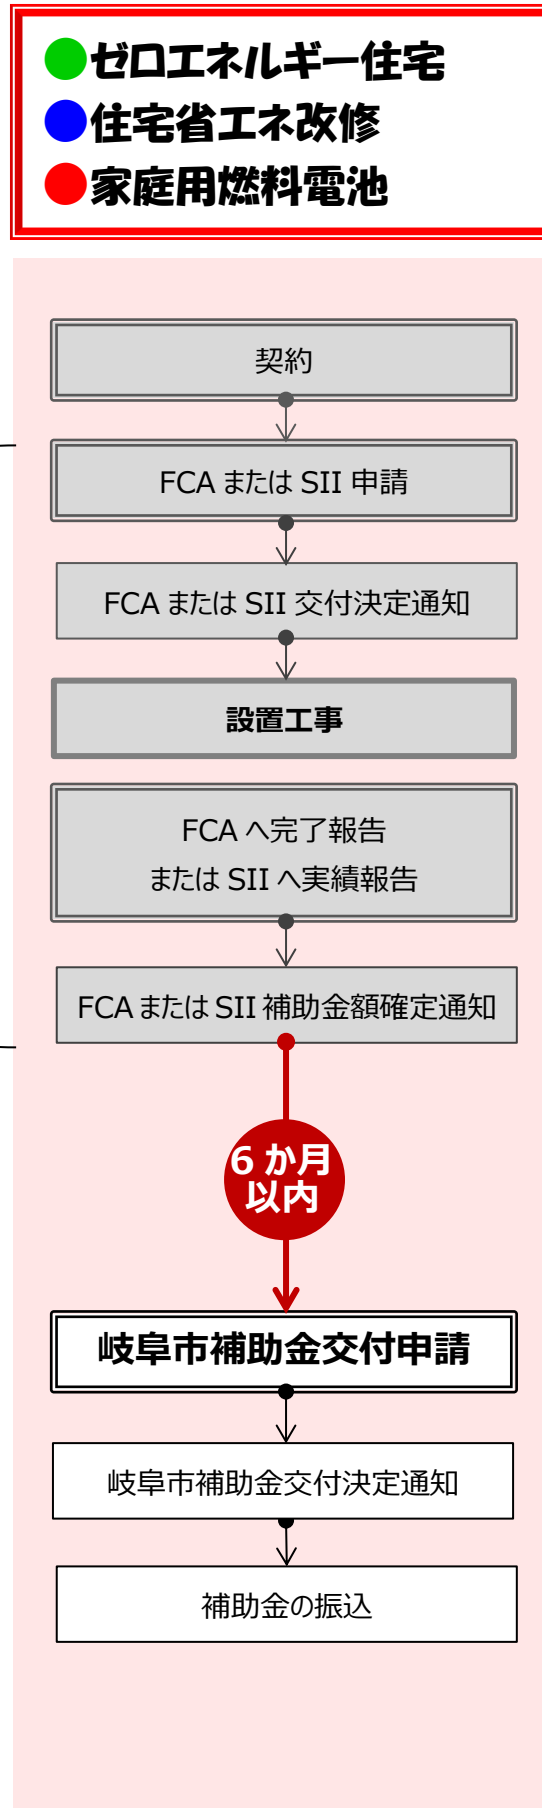 ●ゼロエネルギー住宅
●住宅省エネ改修
●家庭用燃料電池
契約
FCA または SII 申請
FCA または SII 交付決定通知
設置工事
FCA へ完了報告
または SII へ実績報告
FCA または SII 補助金額確定通知
6 か月
以内
岐阜市補助金交付申請
岐阜市補助金交付決定通知
補助金の振込